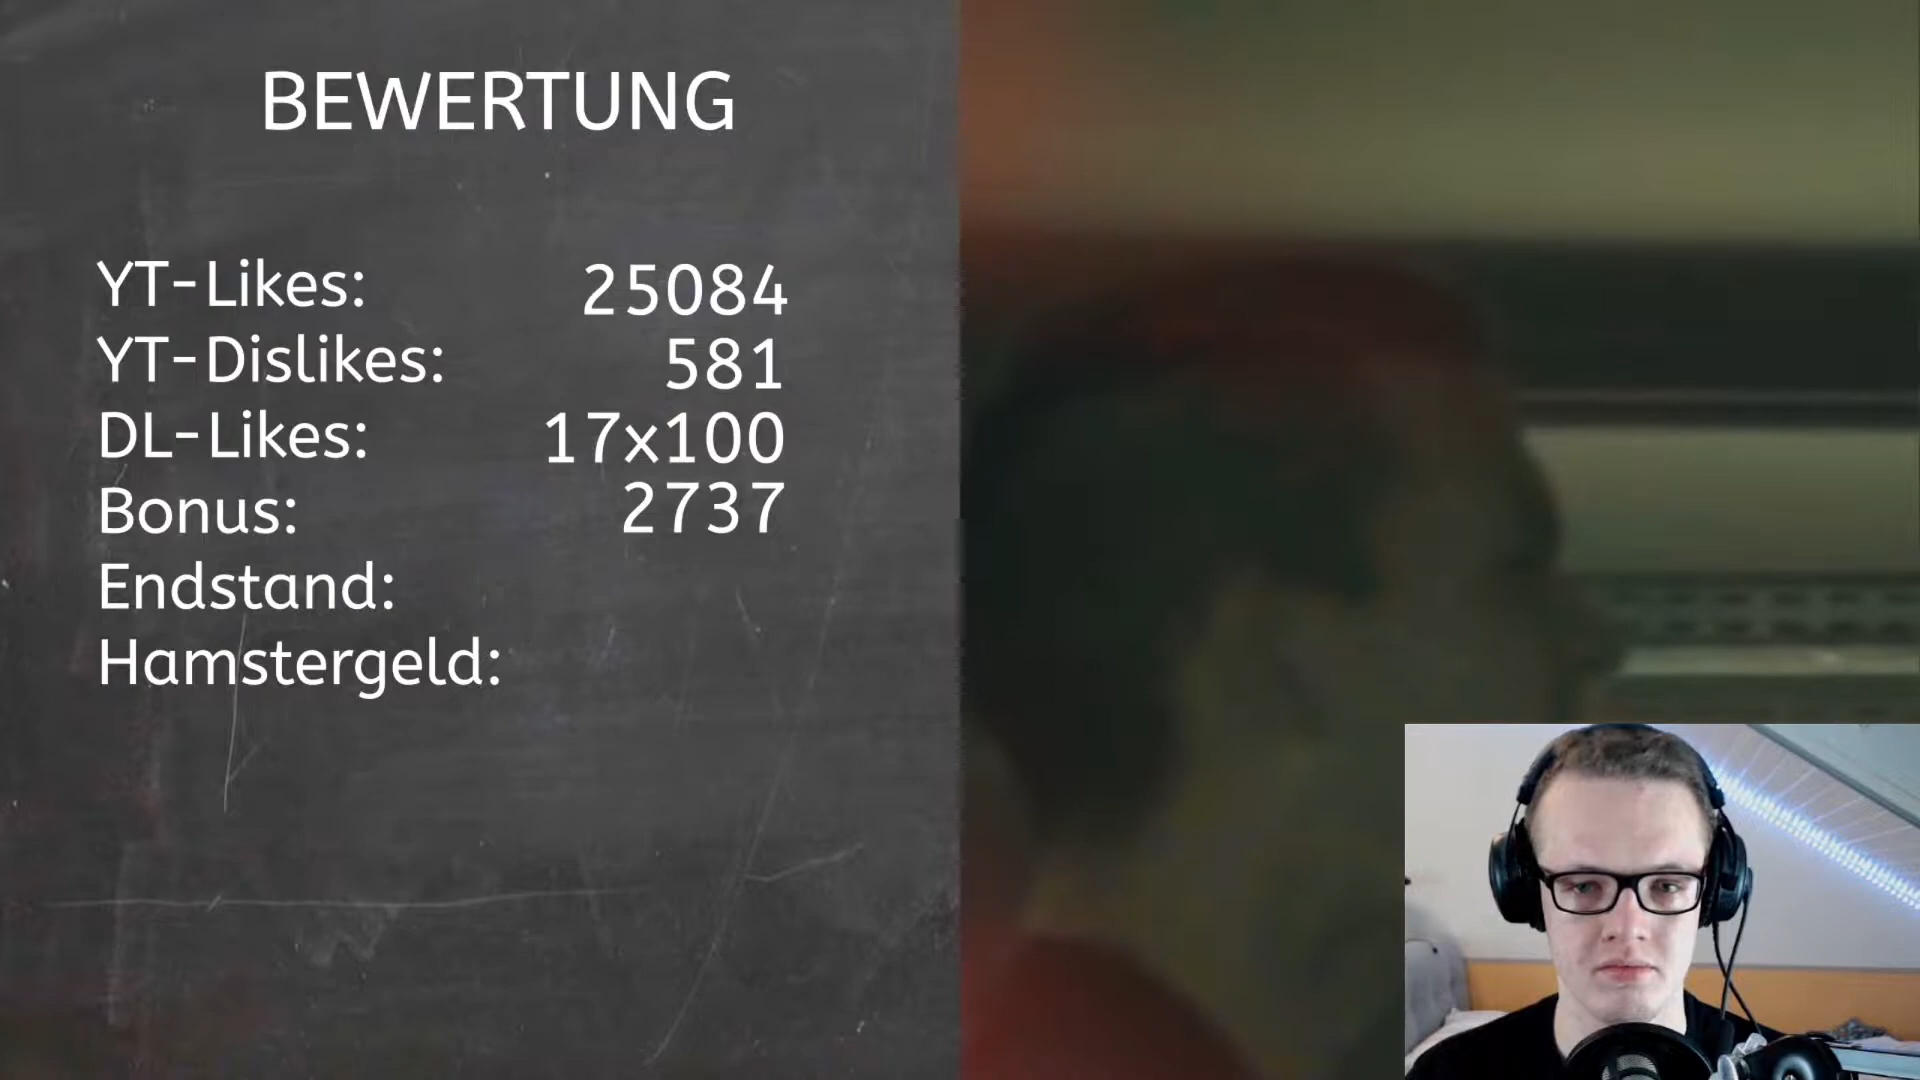 BEWERTUNG
YT-Likes: 25084
YT-Dislikes: 581
DL-Likes: 17x100
Bonus: 2737
Endstand:
Hamstergeld: